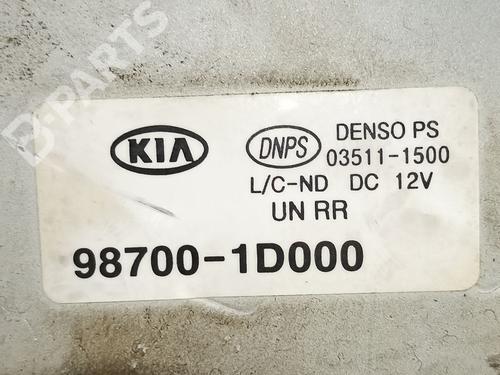 B-PARTS
KIA
DNPS
DENSO PS
03511-1500
L/C-ND DC 12V
UN RR
98700-1D000